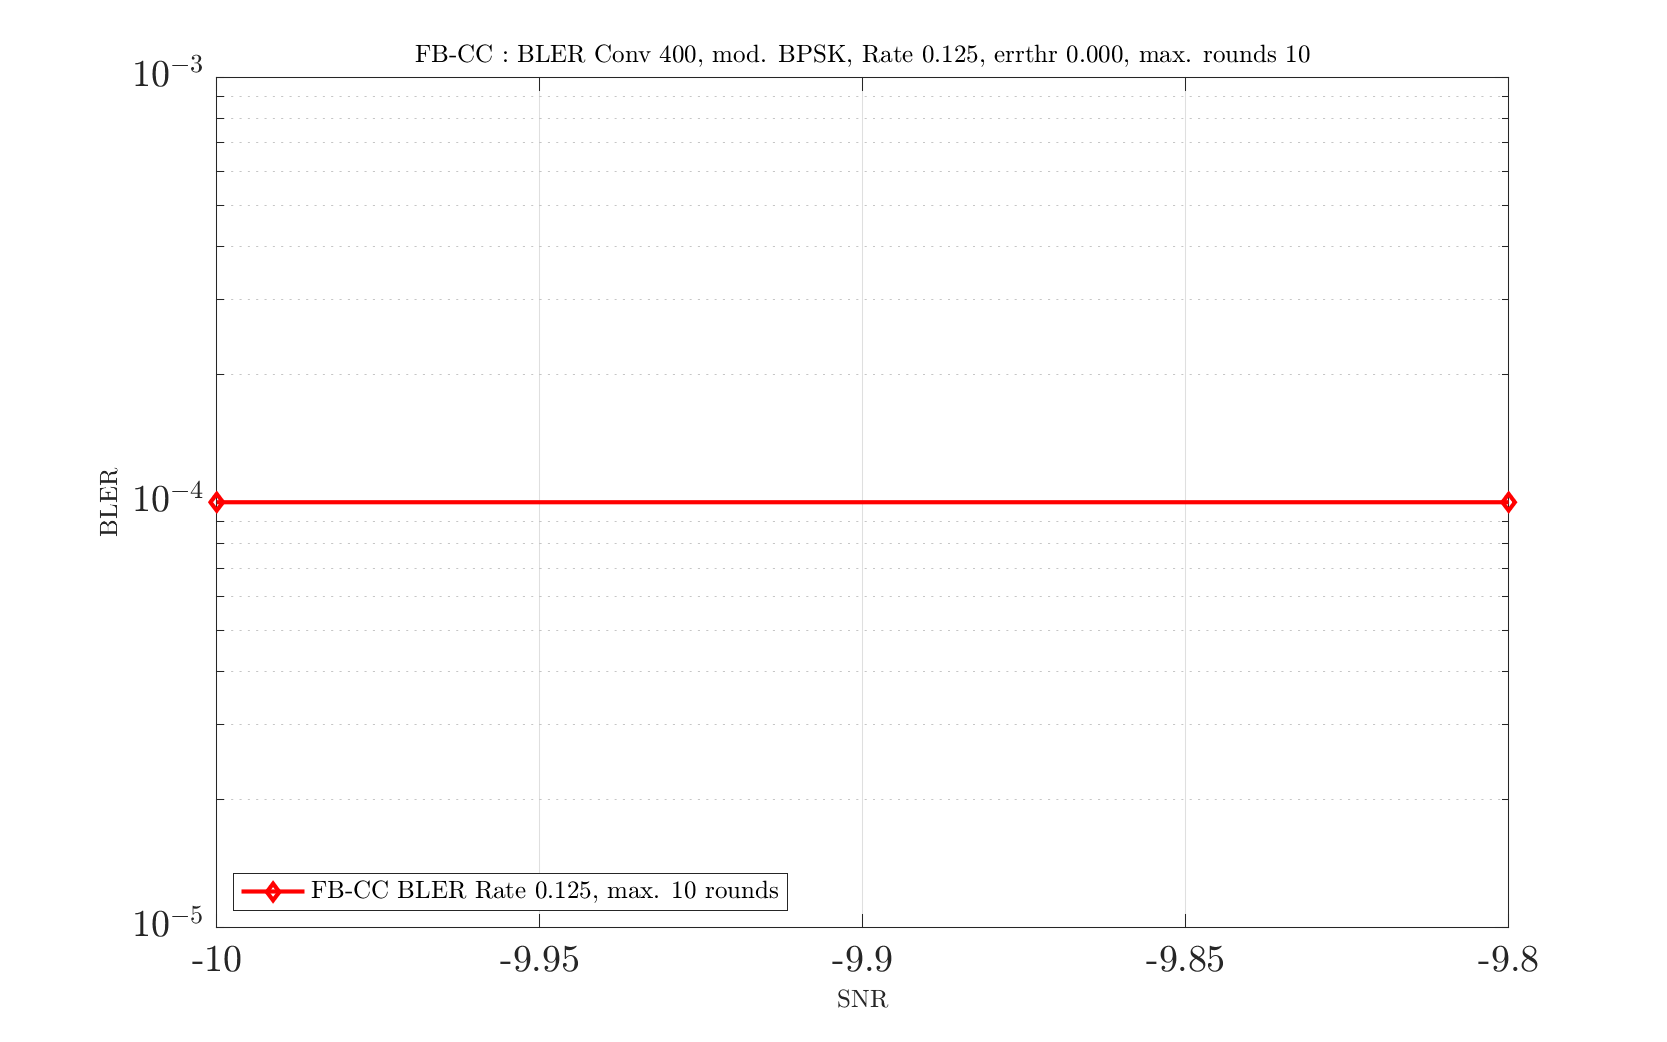 FB-CC : BLER Conv 400, mod. BPSK, Rate 0.125, errthr 0.000, max. rounds 10
10^{-3}
10^{-4}
10^{-5}
BLER
FB-CC BLER Rate 0.125, max. 10 rounds
-10 -9.95 -9.9 -9.85 -9.8
SNR